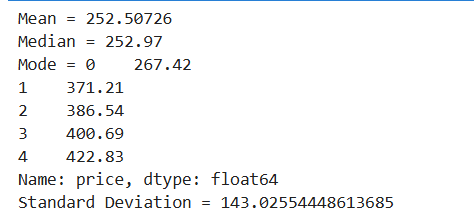 Mean = 252.50726
Median = 252.97
Mode = 0    267.42
1    371.21
2    386.54
3    400.69
4    422.83
Name: price, dtype: float64
Standard Deviation = 143.02554448613685